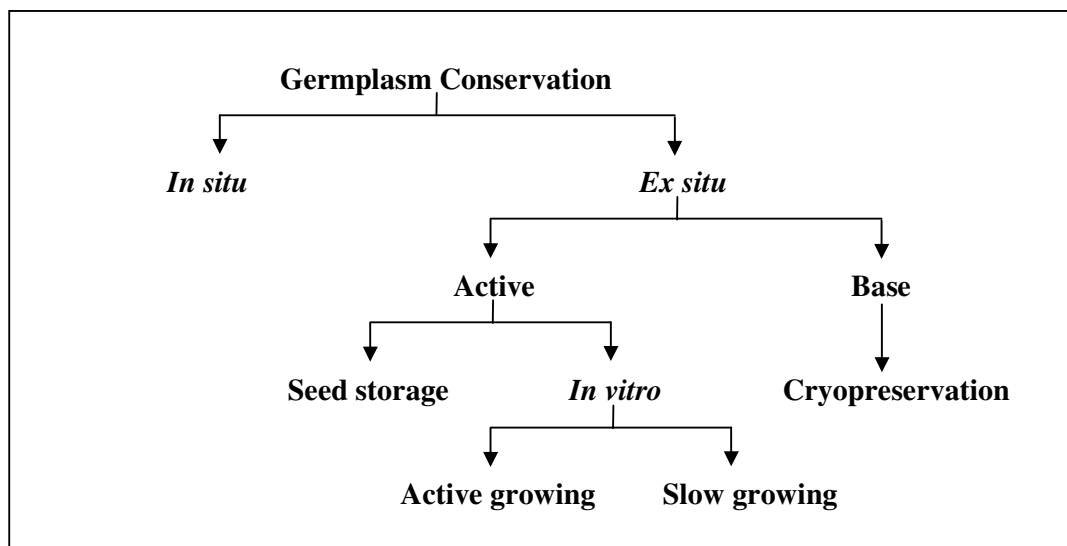 Germplasm Conservation
In situ
Ex situ
Active
Base
Seed storage
In vitro
Cryopreservation
Active growing
Slow growing